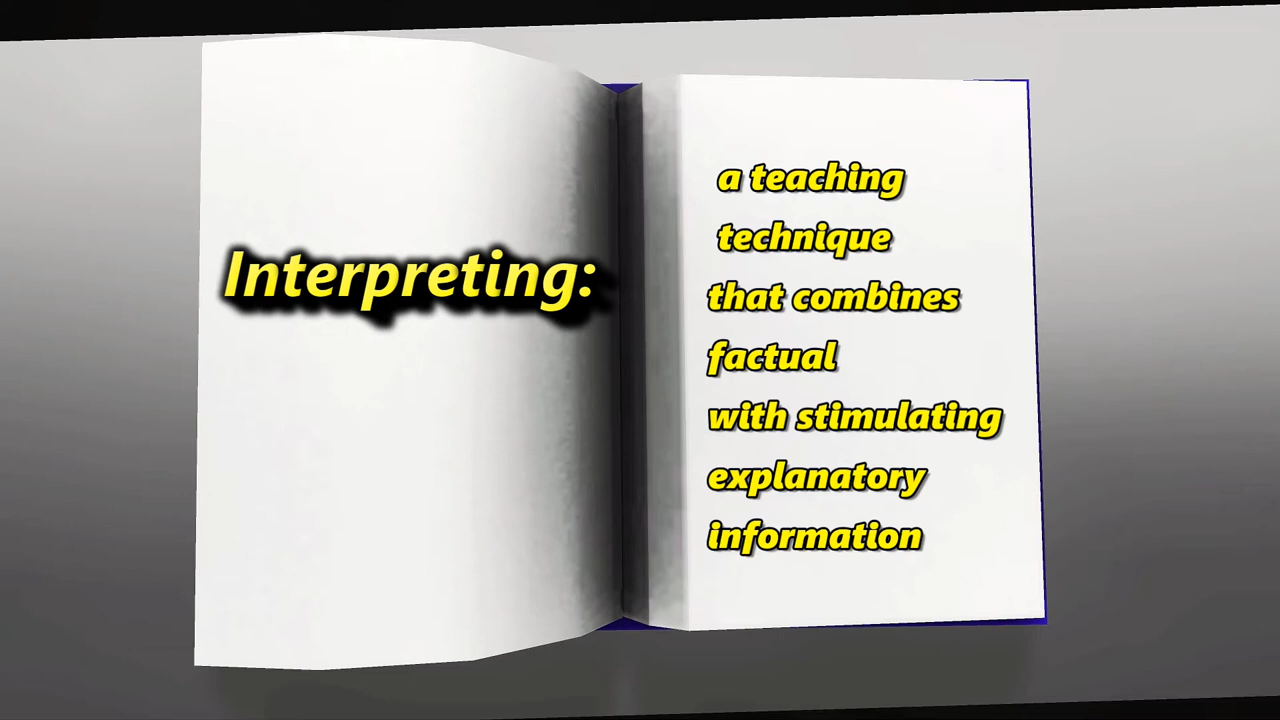 Interpreting:
a teaching
technique
that combines
factual
with stimulating
explanatory
information